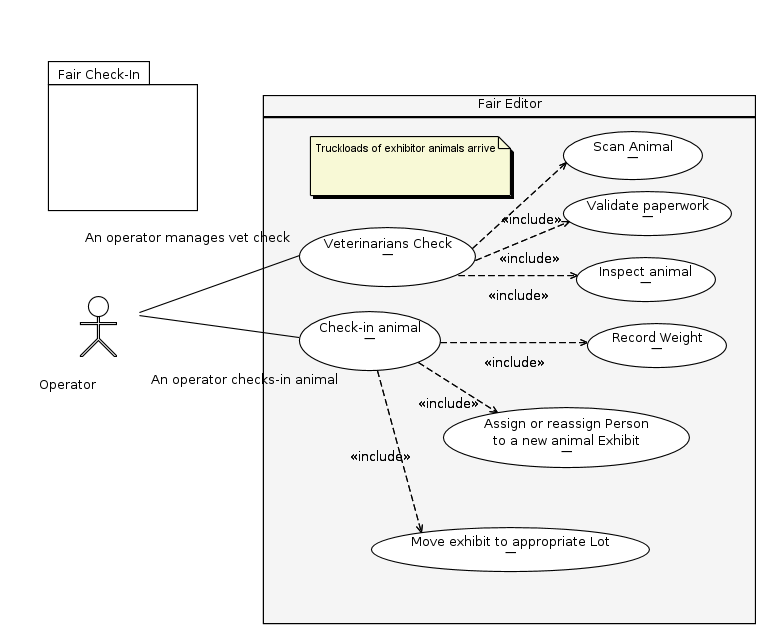 Fair Check-In
Fair Editor
Truckloads of exhibitor animals arrive
Scan Animal
«include»
Validate paperwork
An operator manages vet check
Veterinarians Check
«include»
Inspect animal
«include»
Check-in animal
Record Weight
«include»
Operator
An operator checks-in animal
«include»
Assign or reassign Person
to a new animal Exhibit
«include»
Move exhibit to appropriate Lot